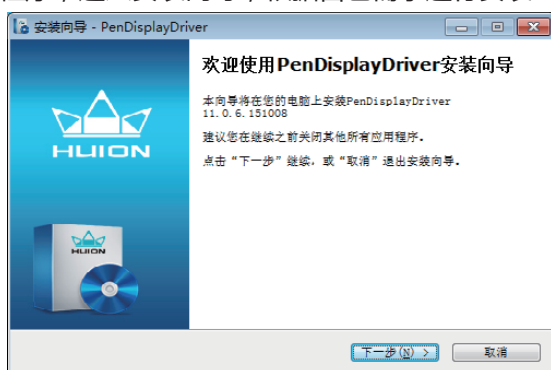 安装向导 - PenDisplayDriver
欢迎使用PenDisplayDriver安装向导
本向导将在您的电脑上安装PenDisplayDriver
11.0.6.151008
建议您在继续之前关闭其他所有应用程序。
点击“下一步”继续，或“取消”退出安装向导。
HUION
HUION
下一步(N) >
取消